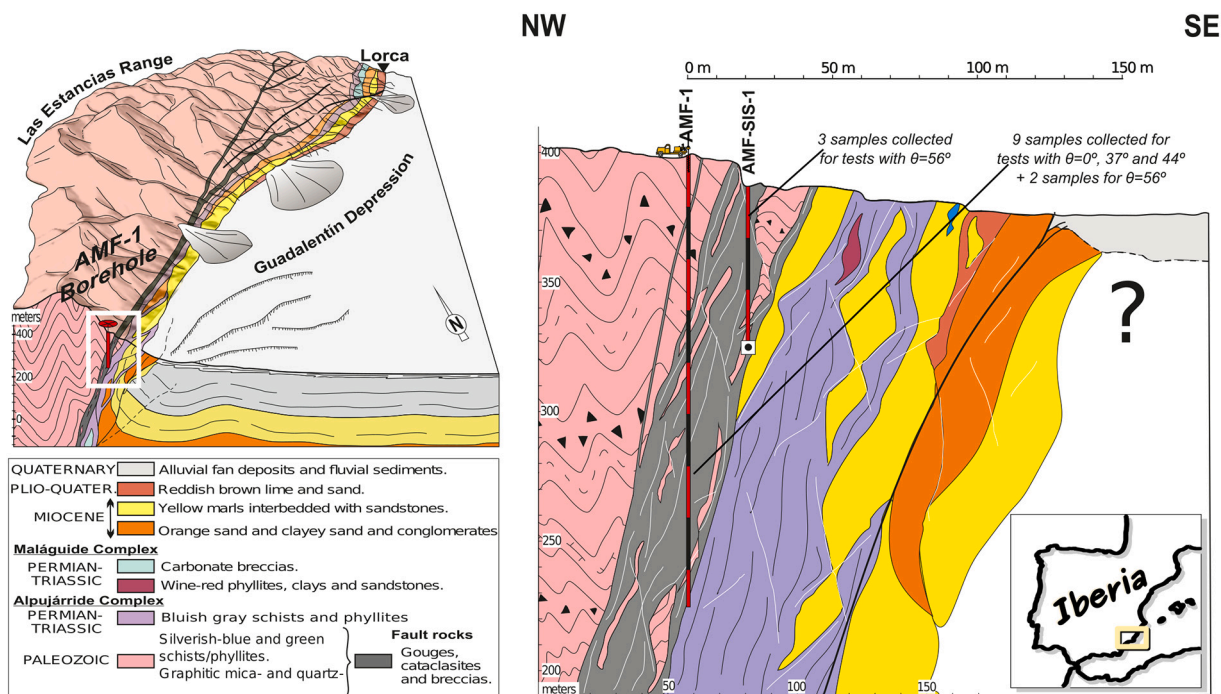 NW
SE
Las Estancias Range
Lorca
AMF-1
Borehole
Guadalentín Depression
N
meters
400
200
0
0 m
50 m
100 m
150 m
AMF-1
AMF-SIS-1
3 samples collected
for tests with θ=56º
9 samples collected for
tests with θ=0º, 37º and 44º
+ 2 samples for θ=56º
400
350
300
250
200
meters
50
100
150
?
Iberia
QUATERNARY Alluvial fan deposits and fluvial sediments.
PLIO-QUATER. Reddish brown lime and sand.
MIOCENE
Yellow marls interbedded with sandstones.
Orange sand and clayey sand and conglomerates
Maláguide Complex
PERMIAN-
TRIASSIC
Carbonate breccias.
Wine-red phyllites, clays and sandstones.
Alpujárride Complex
PERMIAN-
TRIASSIC
Bluish gray schists and phyllites
PALEOZOIC
Silverish-blue and green
schists/phyllites.
Graphitic mica- and quartz-
Fault rocks
Gouges,
cataclasites
and breccias.